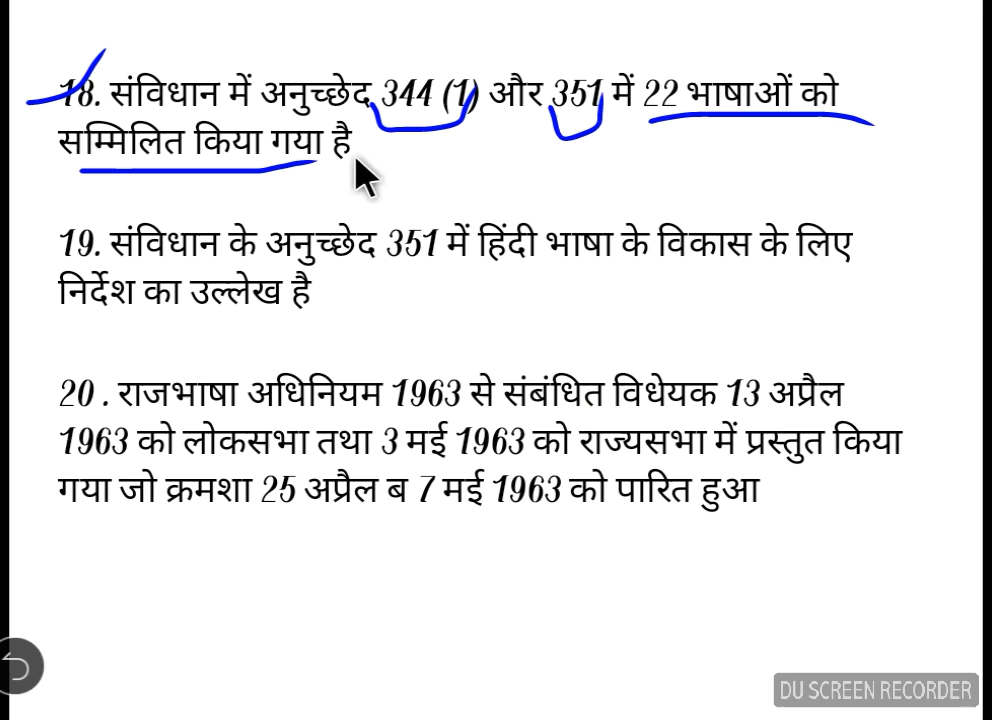 18. संविधान में अनुच्छेद 344 (1) और 351 में 22 भाषाओं को
सम्मिलित किया गया है
19. संविधान के अनुच्छेद 351 में हिंदी भाषा के विकास के लिए
निर्देश का उल्लेख है
20 . राजभाषा अधिनियम 1963 से संबंधित विधेयक 13 अप्रैल
1963 को लोकसभा तथा 3 मई 1963 को राज्यसभा में प्रस्तुत किया
गया जो क्रमशा 25 अप्रैल ब 7 मई 1963 को पारित हुआ
DU SCREEN RECORDER